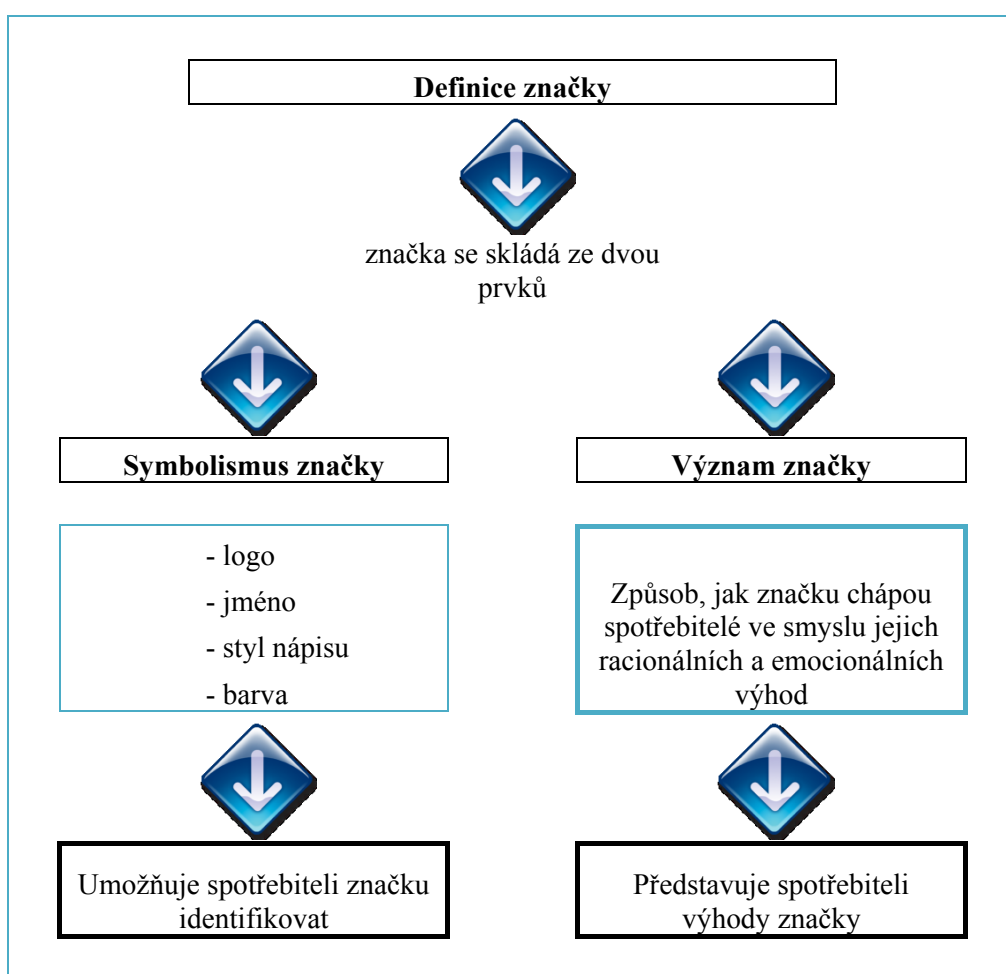 Definice značky
značka se skládá ze dvou
prvků
Symbolismus značky
Význam značky
- logo
- jméno
- styl nápisu
- barva
Způsob, jak značku chápou
spotřebitelé ve smyslu jejich
racionálních a emocionálních
výhod
Umožňuje spotřebiteli značku
identifikovat
Představuje spotřebiteli
výhody značky